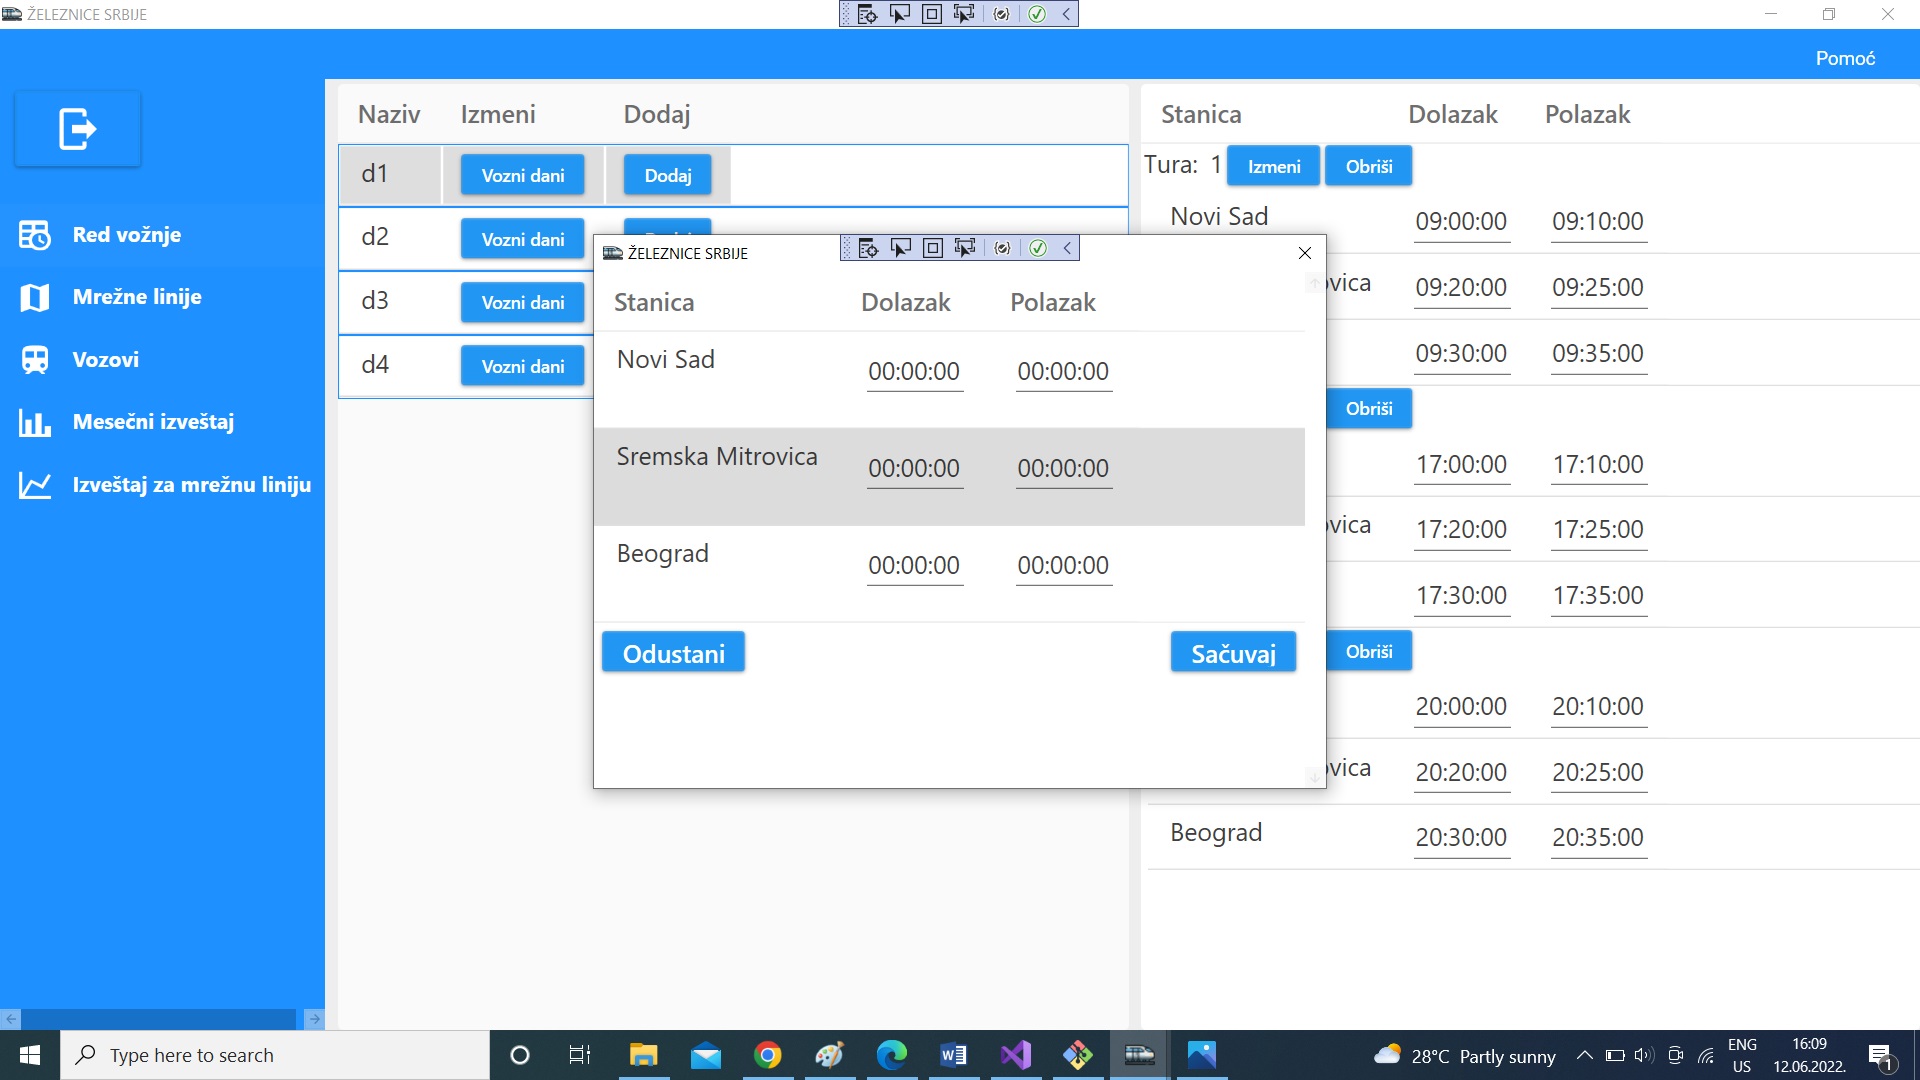 ŽELEZNICE SRBIJE
Pomoć
Red vožnje
Mrežne linije
Vozovi
Mesečni izveštaj
Izveštaj za mrežnu liniju
Naziv Izmeni Dodaj
d1 Vozni dani Dodaj
d2 Vozni dani
d3 Vozni dani
d4 Vozni dani
ŽELEZNICE SRBIJE
Stanica Dolazak Polazak
Novi Sad 00:00:00 00:00:00
Sremska Mitrovica 00:00:00 00:00:00
Beograd 00:00:00 00:00:00
Odustani Sačuvaj
Stanica Dolazak Polazak
Tura: 1 Izmeni Obriši
Novi Sad 09:00:00 09:10:00
ovica 09:20:00 09:25:00
09:30:00 09:35:00
Obriši
17:00:00 17:10:00
ovica 17:20:00 17:25:00
17:30:00 17:35:00
Obriši
20:00:00 20:10:00
ovica 20:20:00 20:25:00
Beograd 20:30:00 20:35:00
Type here to search
28°C Partly sunny
ENG
US
16:09
12.06.2022.
1